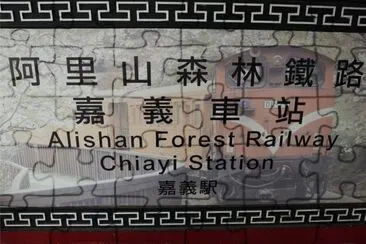 阿里山森林鐵路
嘉義車站
Alishan Forest Railway
Chiayi Station
嘉義駅